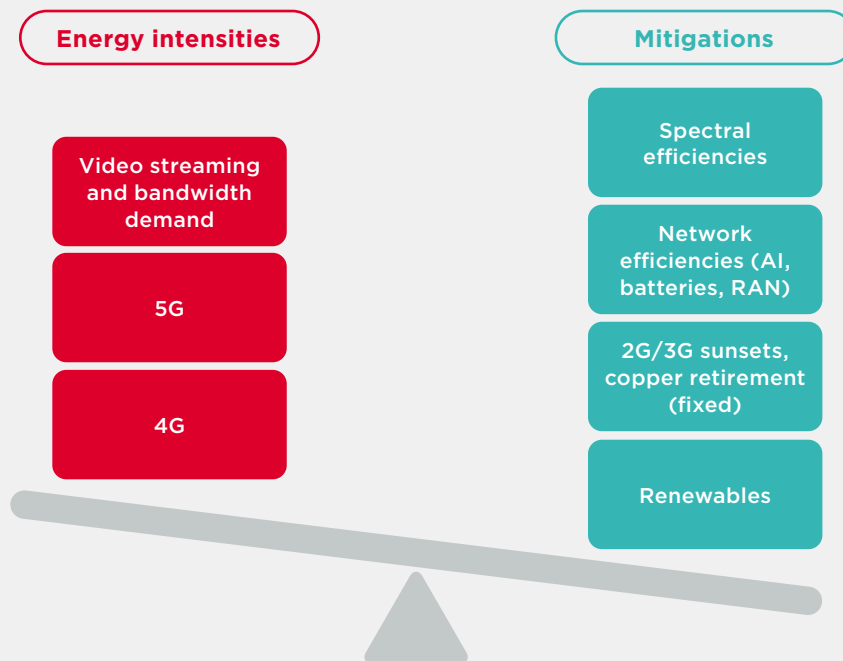 Energy intensities
Video streaming
and bandwidth
demand
5G
4G
Mitigations
Spectral
efficiencies
Network
efficiencies (AI,
batteries, RAN)
2G/3G sunsets,
copper retirement
(fixed)
Renewables